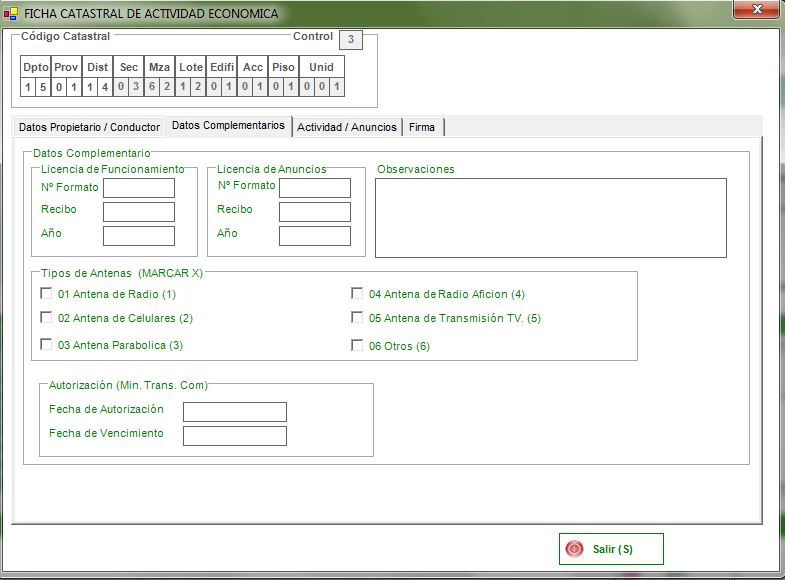 FICHA CATASTRAL DE ACTIVIDAD ECONOMICA
Código Catastral Control 3
Dpto Prov Dist Sec Mza Lote Edifi Acc Piso Unid
1 5 0 1 1 4 0 3 6 2 1 2 0 1 0 1 0 1 0 0 1
Datos Propietario / Conductor Datos Complementarios Actividad / Anuncios Firma
Datos Complementario
Licencia de Funcionamiento Licencia de Anuncios Observaciones
Nº Formato Nº Formato
Recibo Recibo
Año Año
Tipos de Antenas (MARCAR X)
01 Antena de Radio (1) 04 Antena de Radio Aficion (4)
02 Antena de Celulares (2) 05 Antena de Transmisión TV. (5)
03 Antena Parabolica (3) 06 Otros (6)
Autorización (Min. Trans. Com)
Fecha de Autorización
Fecha de Vencimiento
Salir (S)